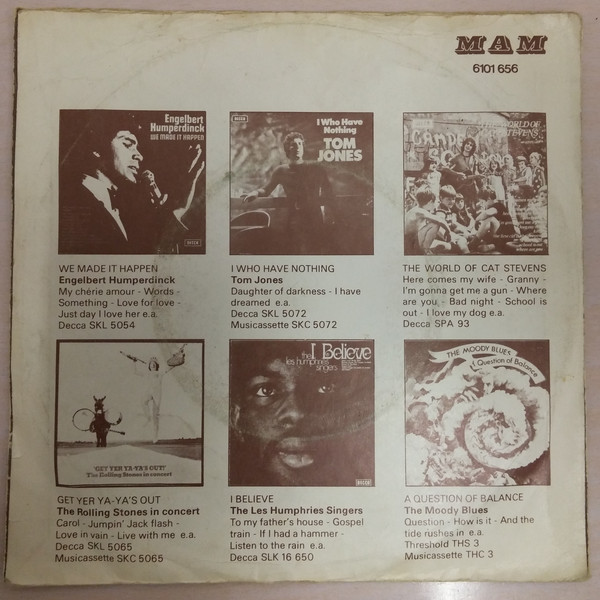 MAM
6101 656
Engelbert
Humperdinck
WE MADE IT HAPPEN
DECCA
WE MADE IT HAPPEN
Engelbert Humperdinck
My chérie amour - Words -
Something - Love for love -
Just day I love her e.a.
Decca SKL 5054
DECCA
I Who Have
Nothing
TOM
JONES
I WHO HAVE NOTHING
Tom Jones
Daughter of darkness - I have
dreamed e.a.
Decca SKL 5072
Musicassette SKC 5072
WORLD OF
STEVENS
THE WORLD OF CAT STEVENS
Here comes my wife - Granny -
I'm gonna get me a gun - Where
are you - Bad night - School is
out - I love my dog e.a.
Decca SPA 93
'GET YER YA-YA'S OUT!'
The Rolling Stones in concert
GET YER YA-YA'S OUT
The Rolling Stones in concert
Carol - Jumpin' Jack flash -
Love in vain - Live with me e.a.
Decca SKL 5065
Musicassette SKC 5065
I Believe
the
les humphries
singers
DECCA
I BELIEVE
The Les Humphries Singers
To my father's house - Gospel
train - If I had a hammer -
Listen to the rain e.a.
Decca SLK 16 650
THE MOODY BLUES
A Question of Balance
A QUESTION OF BALANCE
The Moody Blues
Question - How is it - And the
tide rushes in e.a.
Threshold THS 3
Musicassette THC 3